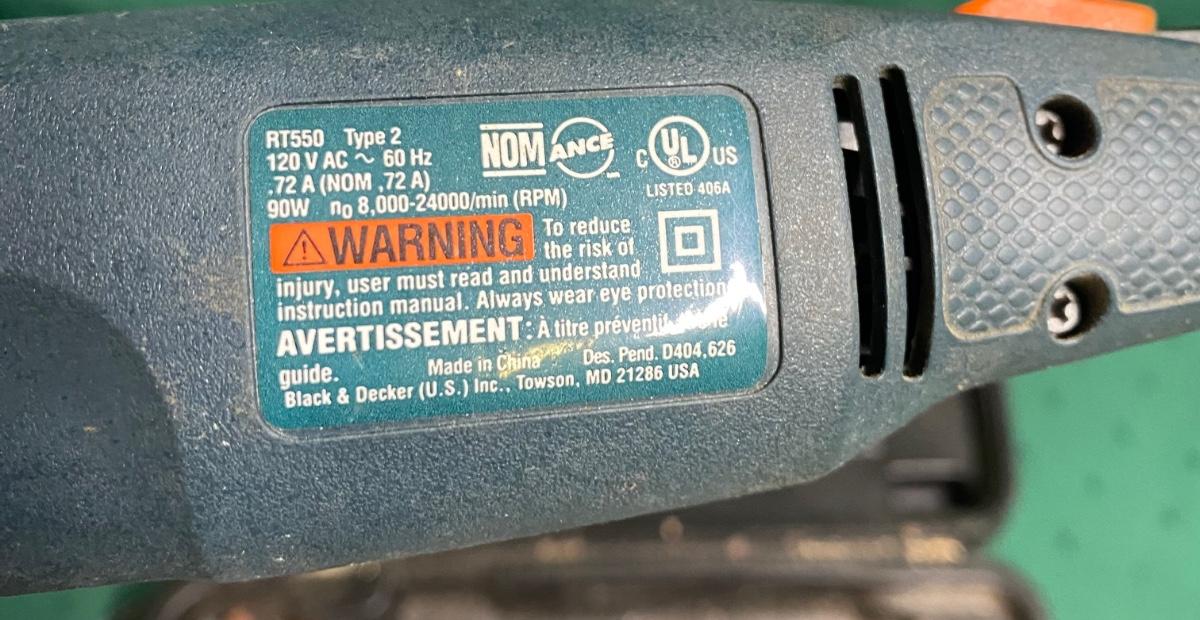 RT550 Type 2
120 V AC ~ 60 Hz
.72 A (NOM .72 A)
90W no 8,000-24000/min (RPM)
NOM ANCE
C UL ® US
LISTED 406A
WARNING To reduce
the risk of
injury, user must read and understand
instruction manual. Always wear eye protection
AVERTISSEMENT: À titre préventif,
guide.
Made in China Des. Pend. D404,626
Black & Decker (U.S.) Inc., Towson, MD 21286 USA